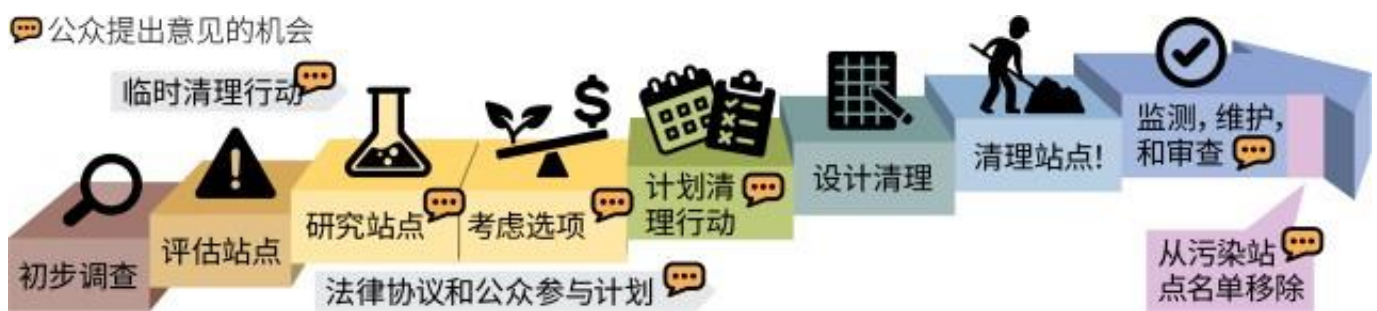 公众提出意见的机会
临时清理行动
初步调查
评估站点
研究站点
考虑选项
法律协议和公众参与计划
计划清
理行动
设计清理
清理站点!
监测, 维护,
和审查
从污染站
点名单移除